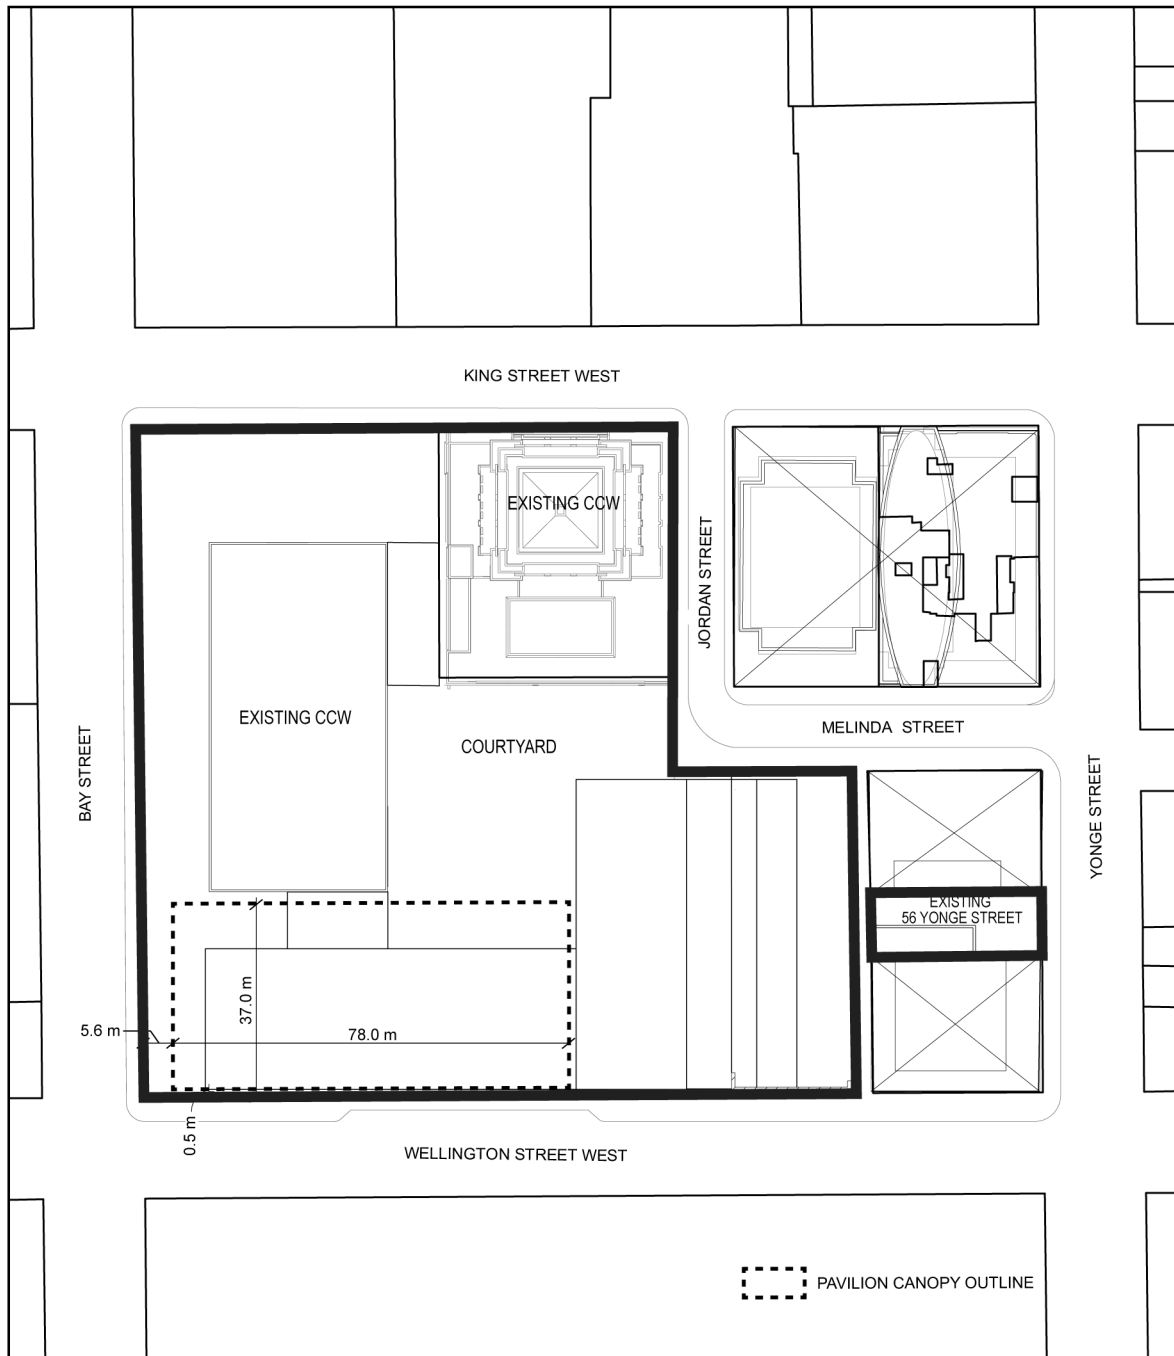 KING STREET WEST
EXISTING CCW
JORDAN STREET
EXISTING CCW
COURTYARD
MELINDA STREET
BAY STREET
YONGE STREET
EXISTING
56 YONGE STREET
37.0 m
5.6 m
78.0 m
0.5 m
WELLINGTON STREET WEST
PAVILION CANOPY OUTLINE